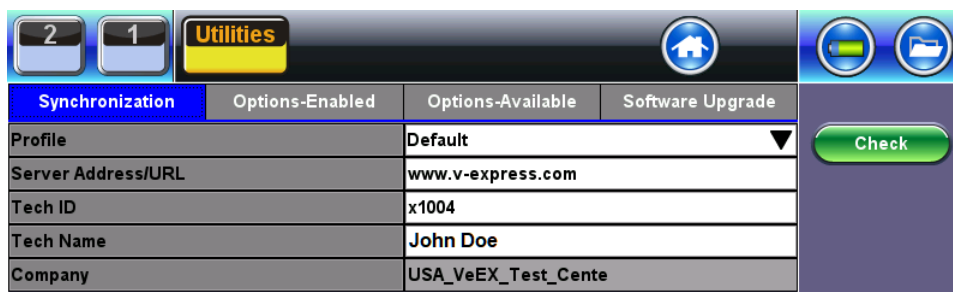 2 1 Utilities
Synchronization Options-Enabled Options-Available Software Upgrade
Profile Default Check
Server Address/URL www.v-express.com
Tech ID x1004
Tech Name John Doe
Company USA_VeEX_Test_Cente